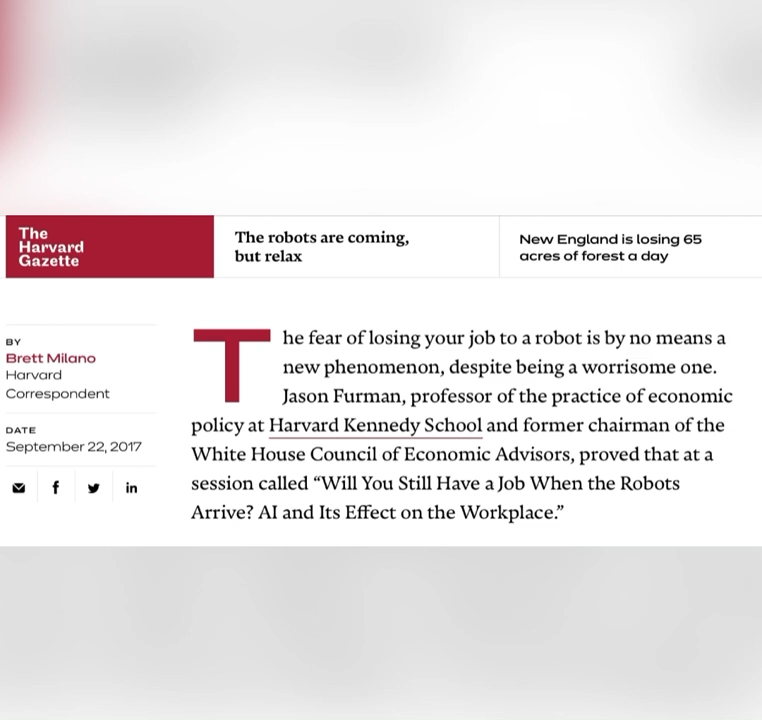 The
Harvard
Gazette
The robots are coming,
but relax
New England is losing 65
acres of forest a day
BY
Brett Milano
Harvard
Correspondent
DATE
September 22, 2017
The fear of losing your job to a robot is by no means a
new phenomenon, despite being a worrisome one.
Jason Furman, professor of the practice of economic
policy at Harvard Kennedy School and former chairman of the
White House Council of Economic Advisors, proved that at a
session called “Will You Still Have a Job When the Robots
Arrive? AI and Its Effect on the Workplace.”